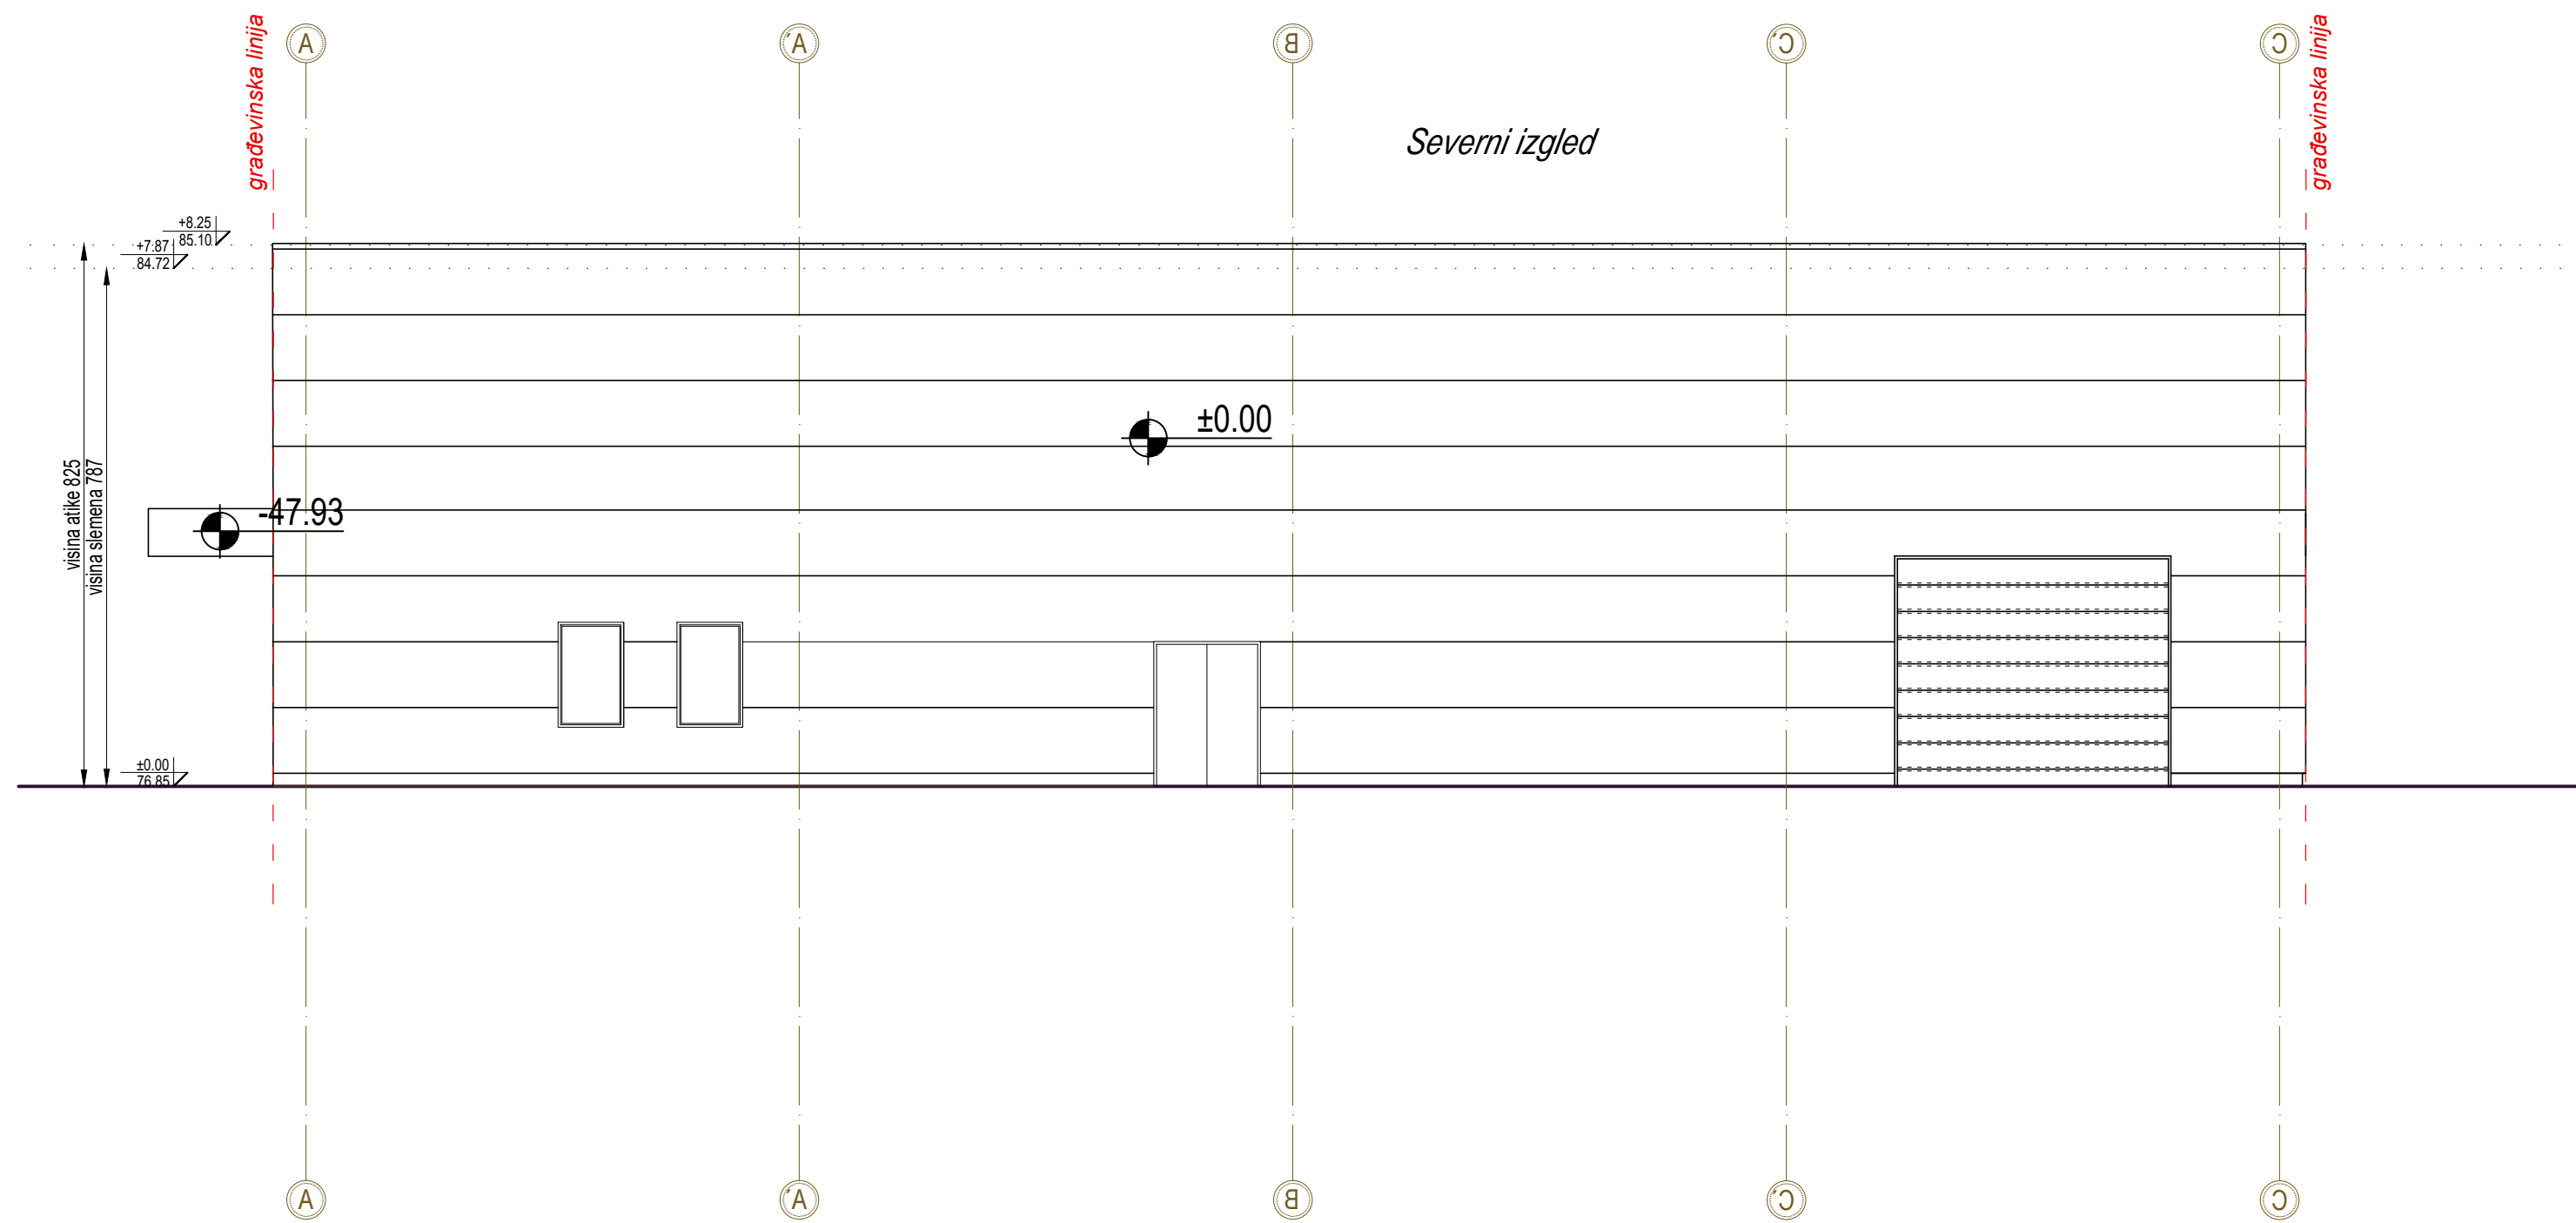 građevinska linija
A
A'
B
C'
C
građevinska linija
Severni izgled
+8.25
85.10
+7.87
84.72
±0.00
-47.93
visina atike 825
visina slemena 787
±0.00
76.85
A
A'
B
C'
C